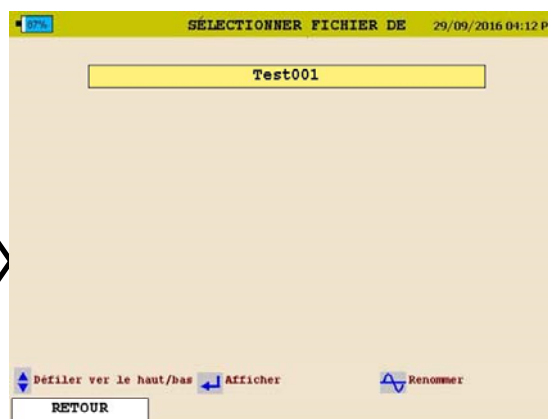 87% SÉLECTIONNER FICHIER DE 29/09/2016 04:12 P
Test001
Défiler ver le haut/bas Afficher Renommer
RETOUR